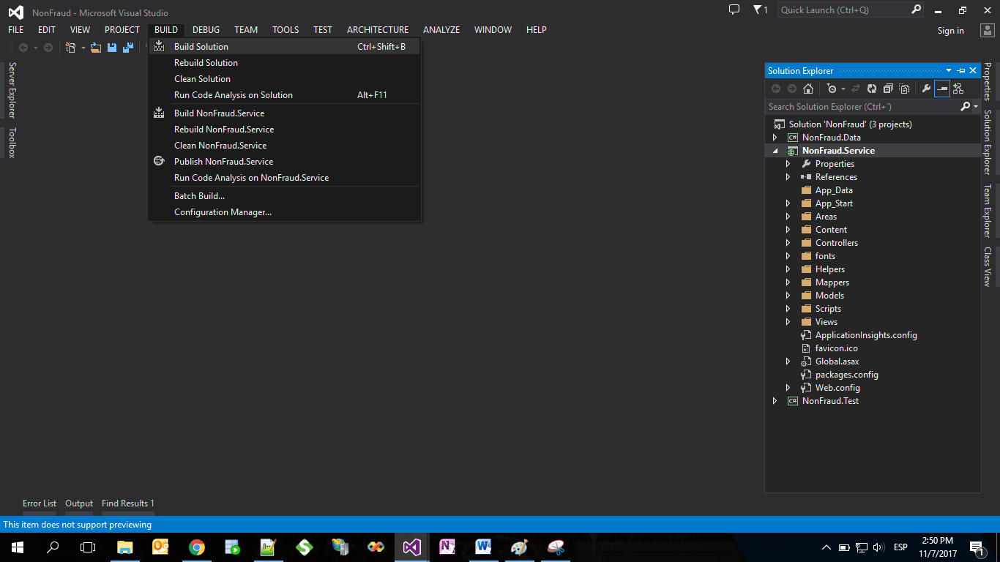 NonFraud - Microsoft Visual Studio
1
Quick Launch (Ctrl+Q)
FILE EDIT VIEW PROJECT BUILD DEBUG TEAM TOOLS TEST ARCHITECTURE ANALYZE WINDOW HELP
Sign in
Build Solution Ctrl+Shift+B
Rebuild Solution
Clean Solution
Run Code Analysis on Solution Alt+F11
Build NonFraud.Service
Rebuild NonFraud.Service
Clean NonFraud.Service
Publish NonFraud.Service
Run Code Analysis on NonFraud.Service
Batch Build...
Configuration Manager...
Server Explorer
Toolbox
Solution Explorer
Search Solution Explorer (Ctrl+´)
Solution 'NonFraud' (3 projects)
C# NonFraud.Data
NonFraud.Service
Properties
References
App_Data
App_Start
Areas
Content
Controllers
fonts
Helpers
Mappers
Models
Scripts
Views
ApplicationInsights.config
favicon.ico
Global.asax
packages.config
Web.config
C# NonFraud.Test
Properties
Solution Explorer
Team Explorer
Class View
Error List Output Find Results 1
This item does not support previewing
ESP
2:50 PM
11/7/2017
1